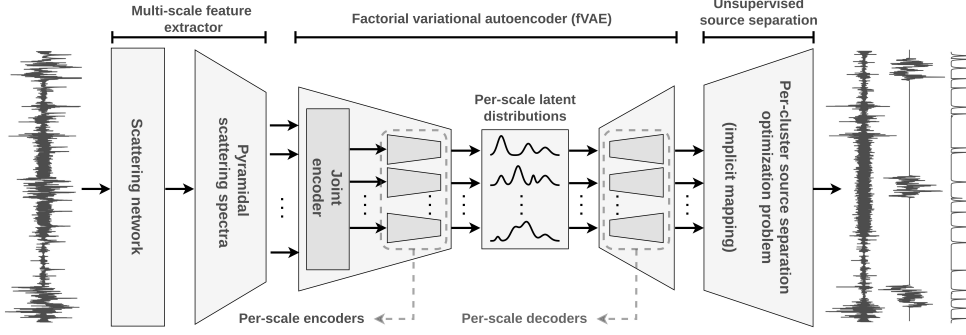 Multi-scale feature
extractor
Factorial variational autoencoder (fVAE)
Unsupervised
source separation
Scattering network
Pyramidal
scattering spectra
Joint
encoder
Per-scale latent
distributions
Per-cluster source separation
optimization problem
(implicit mapping)
Per-scale encoders
Per-scale decoders